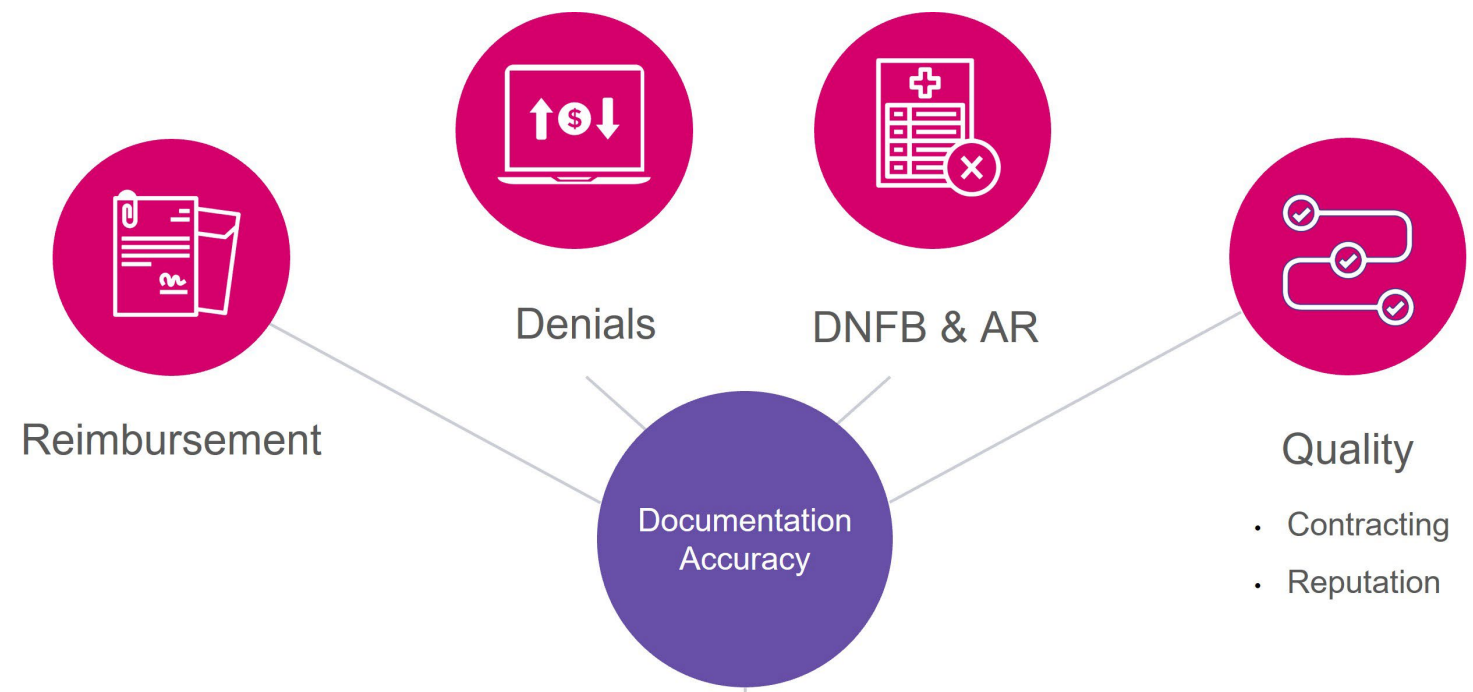 $
Denials
DNFB & AR
Reimbursement
Quality
Documentation
Accuracy
• Contracting
• Reputation